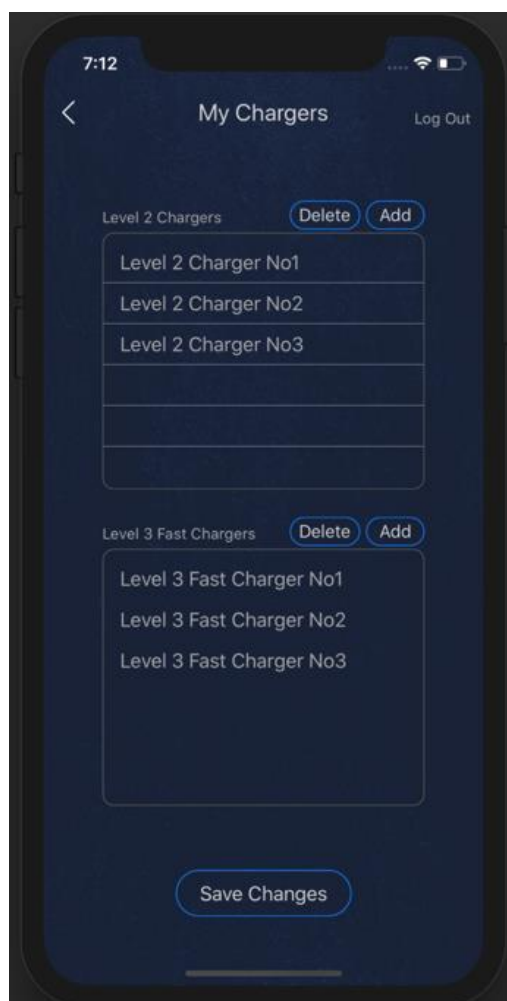 7:12
My Chargers
Log Out
Level 2 Chargers Delete Add
Level 2 Charger No1
Level 2 Charger No2
Level 2 Charger No3
Level 3 Fast Chargers Delete Add
Level 3 Fast Charger No1
Level 3 Fast Charger No2
Level 3 Fast Charger No3
Save Changes